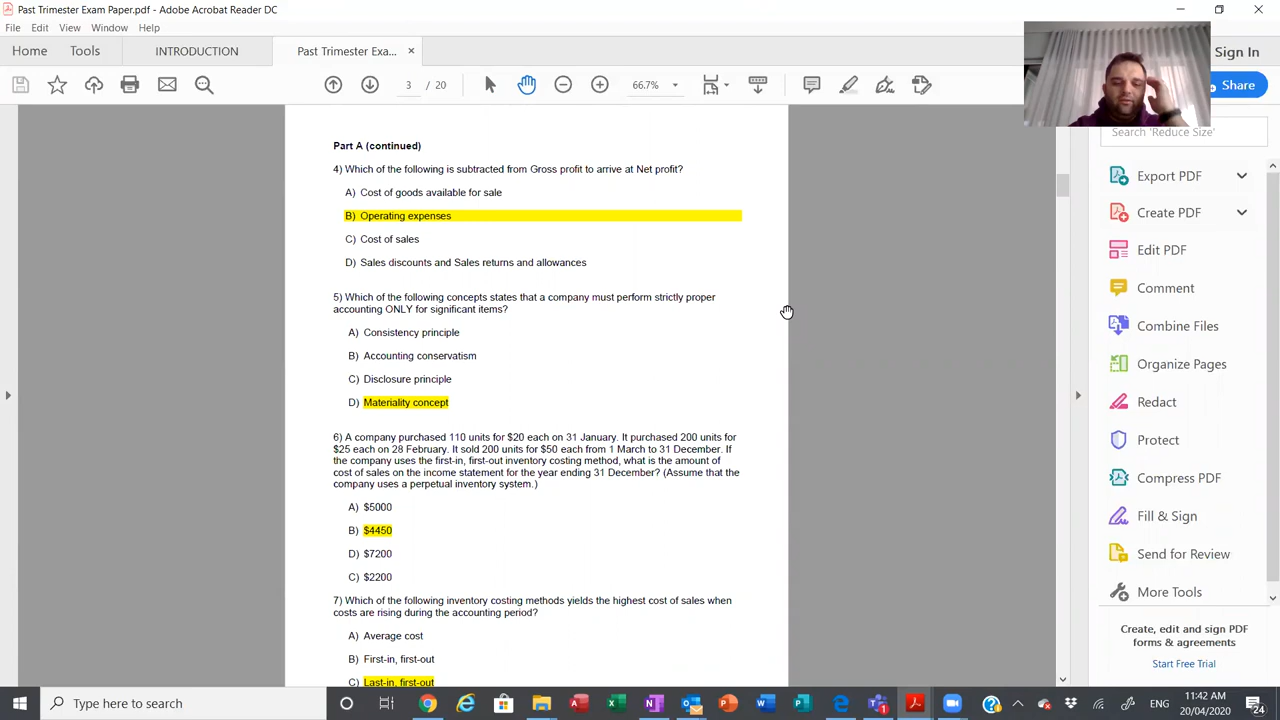 Past Trimester Exam Paper.pdf - Adobe Acrobat Reader DC
File Edit View Window Help
Home Tools INTRODUCTION Past Trimester Exa... × Sign In
3 / 20 66.7% Share
Search 'Reduce Size'
Part A (continued)
4) Which of the following is subtracted from Gross profit to arrive at Net profit?
A) Cost of goods available for sale
B) Operating expenses
C) Cost of sales
D) Sales discounts and Sales returns and allowances
5) Which of the following concepts states that a company must perform strictly proper
accounting ONLY for significant items?
A) Consistency principle
B) Accounting conservatism
C) Disclosure principle
D) Materiality concept
6) A company purchased 110 units for $20 each on 31 January. It purchased 200 units for
$25 each on 28 February. It sold 200 units for $50 each from 1 March to 31 December. If
the company uses the first-in, first-out inventory costing method, what is the amount of
cost of sales on the income statement for the year ending 31 December? (Assume that the
company uses a perpetual inventory system.)
A) $5000
B) $4450
D) $7200
C) $2200
7) Which of the following inventory costing methods yields the highest cost of sales when
costs are rising during the accounting period?
A) Average cost
B) First-in, first-out
C) Last-in, first-out
Export PDF
Create PDF
Edit PDF
Comment
Combine Files
Organize Pages
Redact
Protect
Compress PDF
Fill & Sign
Send for Review
More Tools
Create, edit and sign PDF
forms & agreements
Start Free Trial
Type here to search
ENG
11:42 AM
20/04/2020